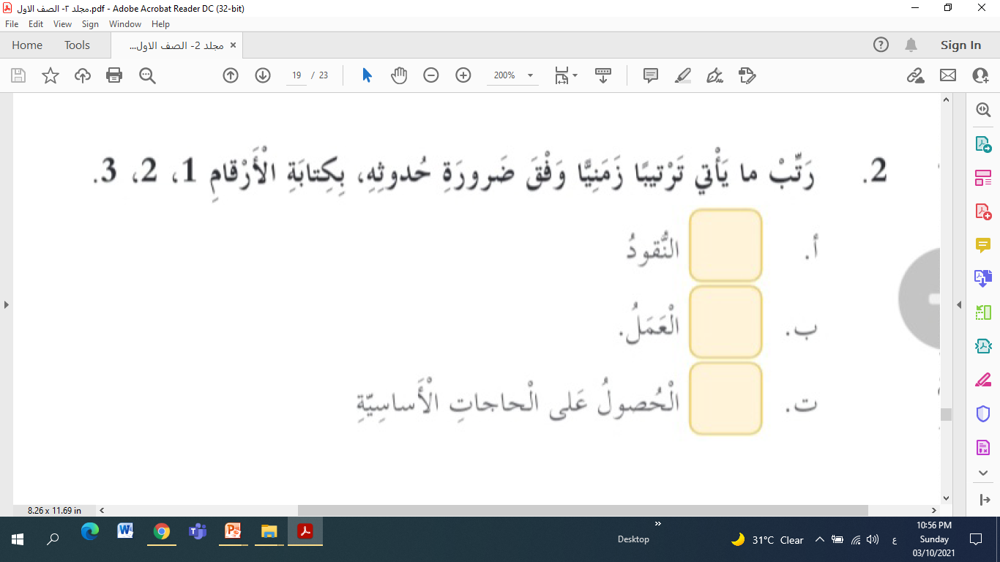 مجلد ٢- الصف الاول.pdf - Adobe Acrobat Reader DC (32-bit)
File Edit View Sign Window Help
Home Tools مجلد 2- الصف الاول... × Sign In
19 / 23 200%
2. رَتِّبْ ما يَأْتي تَرْتيبًا زَمَنِيًّا وَفْقَ ضَرورَةِ حُدوثِهِ، بِكِتابَةِ الْأَرْقامِ 1، 2، 3.
أ. النُّقودُ
ب. الْعَمَلُ.
ت. الْحُصولُ عَلى الْحاجاتِ الْأَساسِيّةِ
8.26 x 11.69 in
Desktop » 31°C Clear ع 10:56 PM
Sunday
03/10/2021